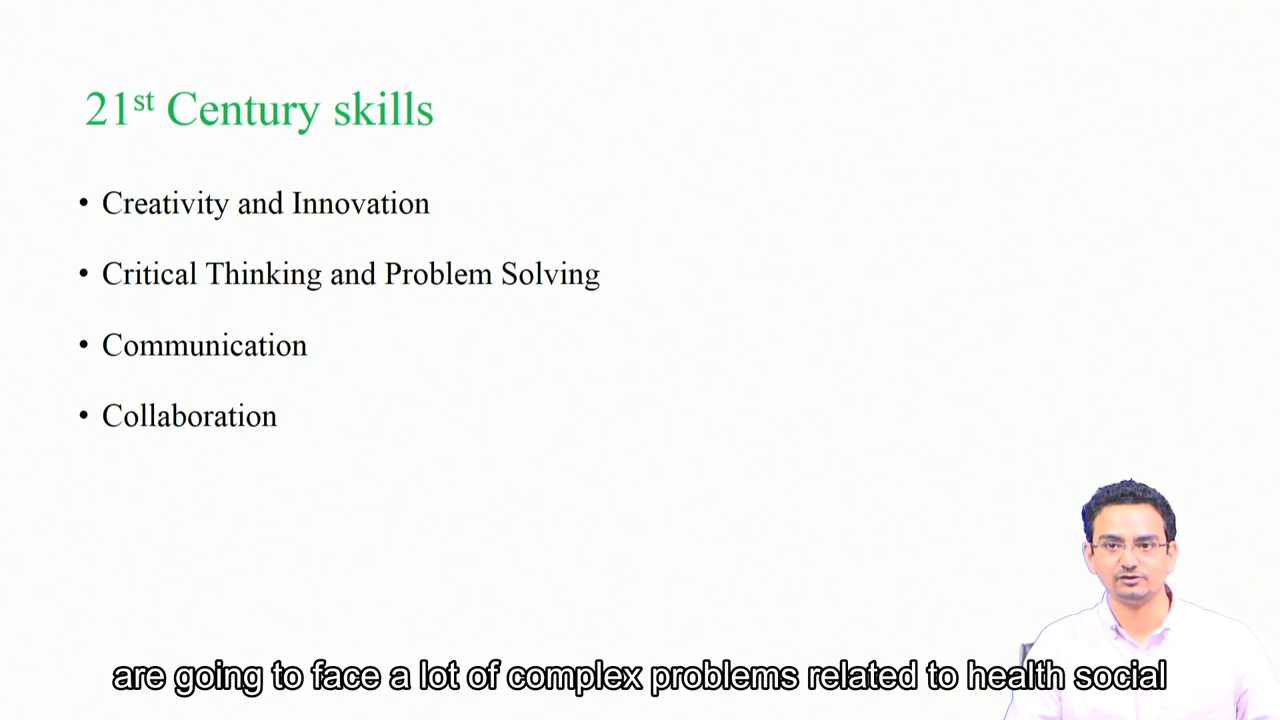 21st Century skills
• Creativity and Innovation
• Critical Thinking and Problem Solving
• Communication
• Collaboration
are going to face a lot of complex problems related to health social